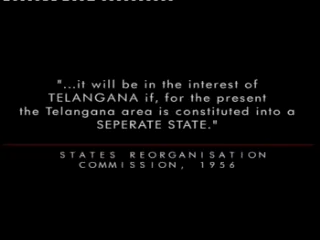 "...it will be in the interest of
TELANGANA if, for the present
the Telangana area is constituted into a
SEPERATE STATE."
STATES REORGANISATION
COMMISSION, 1956